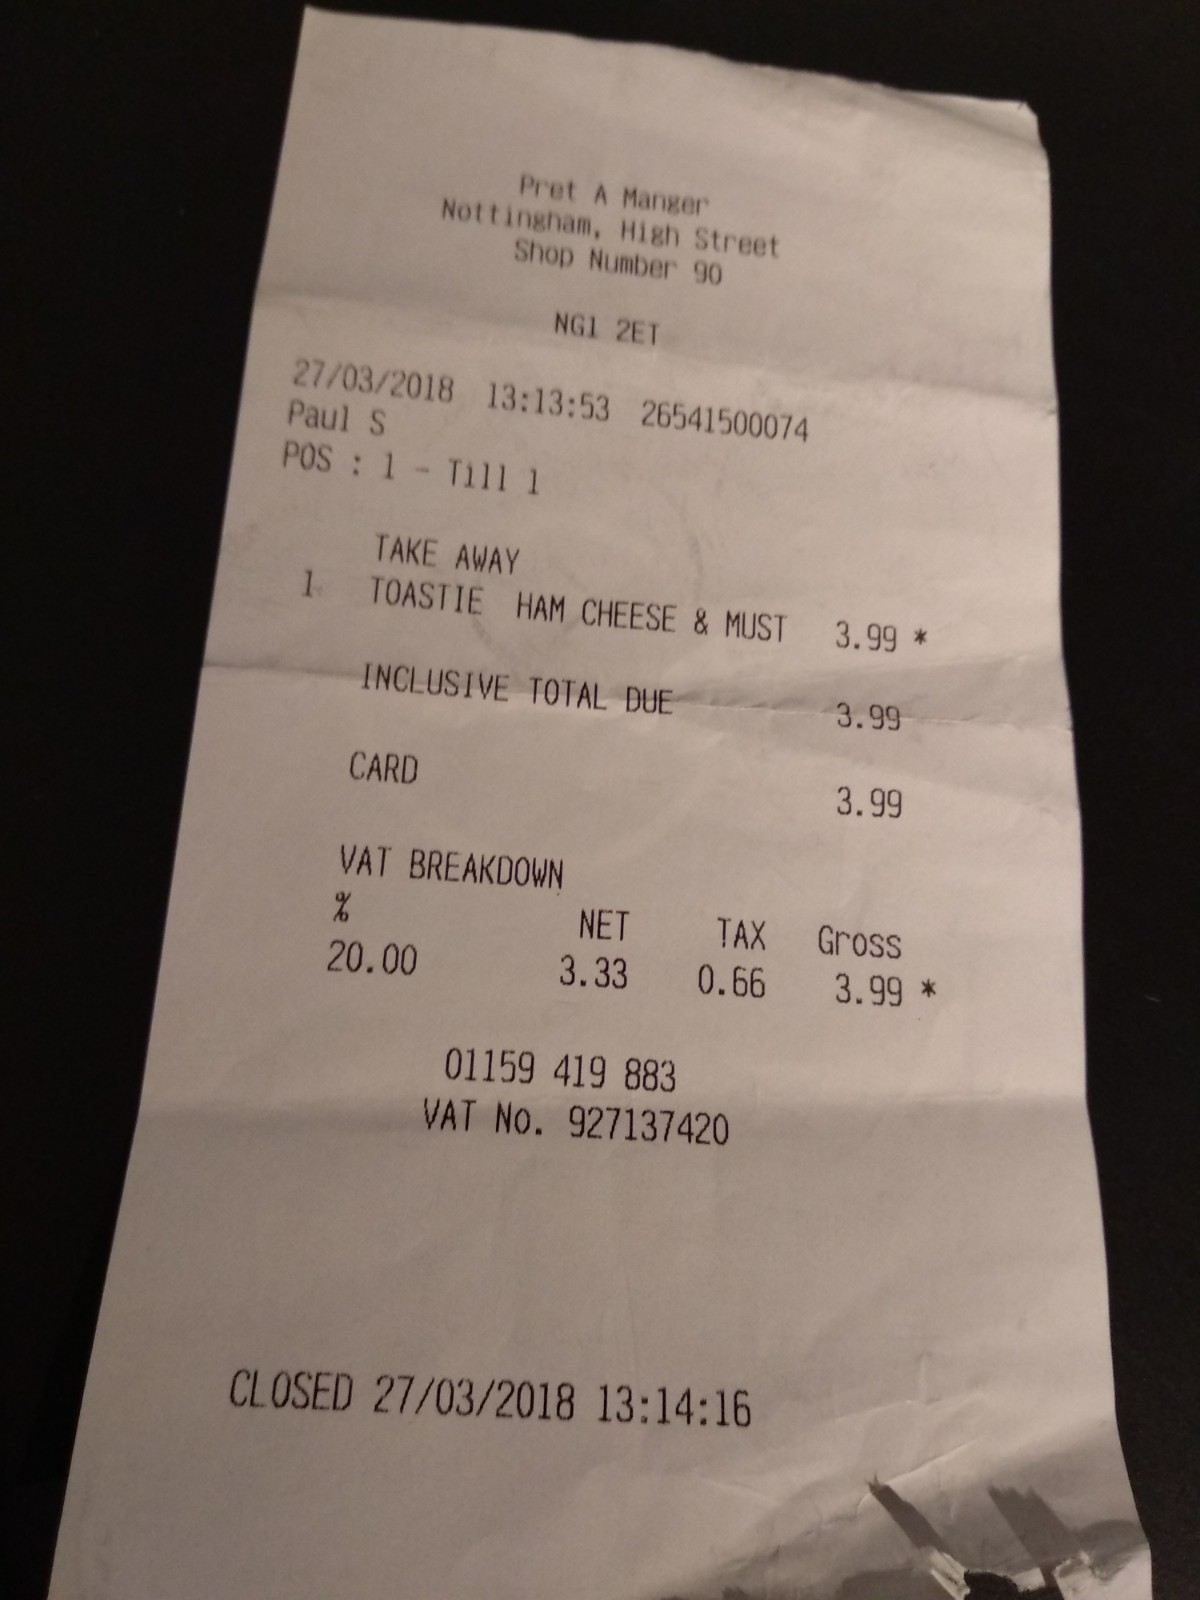 Pret A Manger
Nottingham, High Street
Shop Number 90
NG1 2ET
27/03/2018 13:13:53 26541500074
Paul S
POS : 1 - Till 1
TAKE AWAY
1 TOASTIE HAM CHEESE & MUST 3.99 *
INCLUSIVE TOTAL DUE 3.99
CARD 3.99
VAT BREAKDOWN
% NET TAX Gross
20.00 3.33 0.66 3.99 *
01159 419 883
VAT No. 927137420
CLOSED 27/03/2018 13:14:16